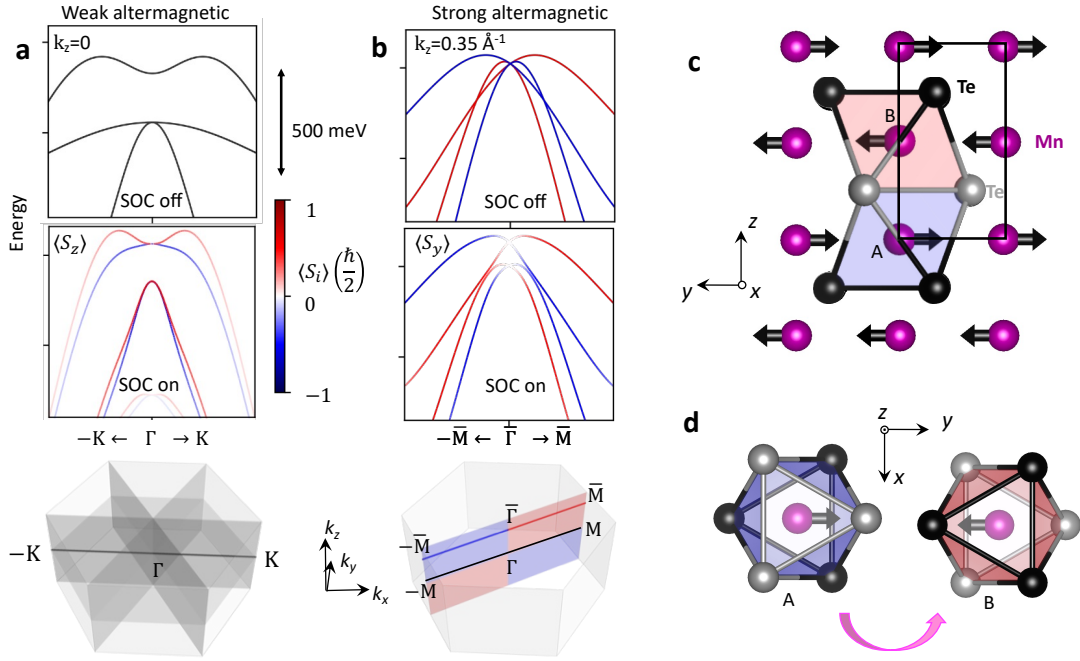 Weak altermagnetic
a
k_z=0
500 meV
SOC off
Energy
⟨S_z⟩
SOC on
1
⟨S_i⟩ (ħ/2)
0
−1
−K ← Γ → K
−K
Γ
K
Strong altermagnetic
b
k_z=0.35 Å⁻¹
SOC off
⟨S_y⟩
SOC on
−M̅ ← Γ̅ → M̅
M̅
Γ̅
M
−M̅
Γ
−M
k_z
k_y
k_x
c
Te
B
Mn
Te
A
z
y
x
d
z
y
x
A
B